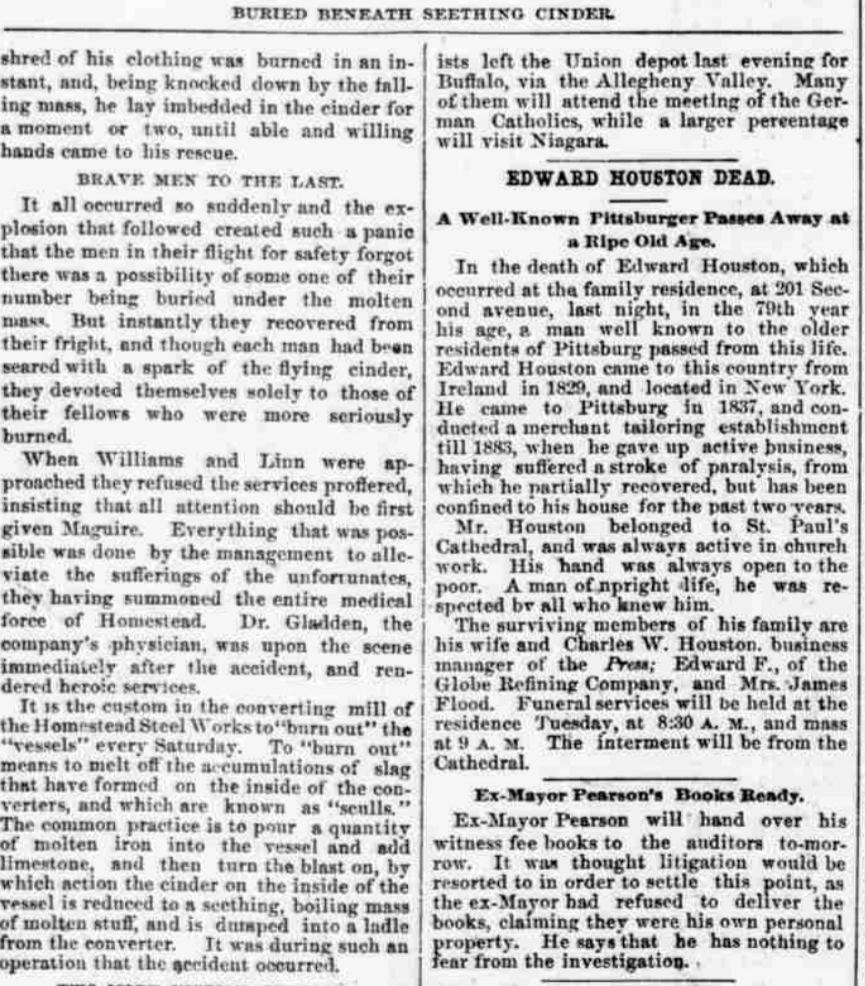 BURIED BENEATH SEETHING CINDER.
shred of his clothing was burned in an in-
stant, and, being knocked down by the fall-
ing mass, he lay imbedded in the cinder for
a moment or two, until able and willing
hands came to his rescue.
BRAVE MEN TO THE LAST.
It all occurred so suddenly and the ex-
plosion that followed created such a panic
that the men in their flight for safety forgot
there was a possibility of some one of their
number being buried under the molten
mass. But instantly they recovered from
their fright, and though each man had been
seared with a spark of the flying cinder,
they devoted themselves solely to those of
their fellows who were more seriously
burned.
When Williams and Linn were ap-
proached they refused the services proffered,
insisting that all attention should be first
given Maguire. Everything that was pos-
sible was done by the management to alle-
viate the sufferings of the unfortunates,
they having summoned the entire medical
force of Homestead. Dr. Gladden, the
company's physician, was upon the scene
immediately after the accident, and ren-
dered heroic services.
It is the custom in the converting mill of
the Homestead Steel Works to "burn out" the
"vessels" every Saturday. To "burn out"
means to melt off the accumulations of slag
that have formed on the inside of the con-
verters, and which are known as "sculls."
The common practice is to pour a quantity
of molten iron into the vessel and add
limestone, and then turn the blast on, by
which action the cinder on the inside of the
vessel is reduced to a seething, boiling mass
of molten stuff, and is dumped into a ladle
from the converter. It was during such an
operation that the accident occurred.
ists left the Union depot last evening for
Buffalo, via the Allegheny Valley. Many
of them will attend the meeting of the Ger-
man Catholics, while a larger percentage
will visit Niagara.
EDWARD HOUSTON DEAD.
A Well-Known Pittsburger Passes Away at
a Ripe Old Age.
In the death of Edward Houston, which
occurred at the family residence, at 201 Sec-
ond avenue, last night, in the 79th year
his age, a man well known to the older
residents of Pittsburg passed from this life.
Edward Houston came to this country from
Ireland in 1829, and located in New York.
He came to Pittsburg in 1837, and con-
ducted a merchant tailoring establishment
till 1883, when he gave up active business,
having suffered a stroke of paralysis, from
which he partially recovered, but has been
confined to his house for the past two years.
Mr. Houston belonged to St. Paul's
Cathedral, and was always active in church
work. His hand was always open to the
poor. A man of upright life, he was re-
spected by all who knew him.
The surviving members of his family are
his wife and Charles W. Houston. business
manager of the Press; Edward F., of the
Globe Refining Company, and Mrs. James
Flood. Funeral services will be held at the
residence Tuesday, at 8:30 A. M., and mass
at 9 A. M. The interment will be from the
Cathedral.
Ex-Mayor Pearson's Books Ready.
Ex-Mayor Pearson will hand over his
witness fee books to the auditors to-mor-
row. It was thought litigation would be
resorted to in order to settle this point, as
the ex-Mayor had refused to deliver the
books, claiming they were his own personal
property. He says that he has nothing to
fear from the investigation.